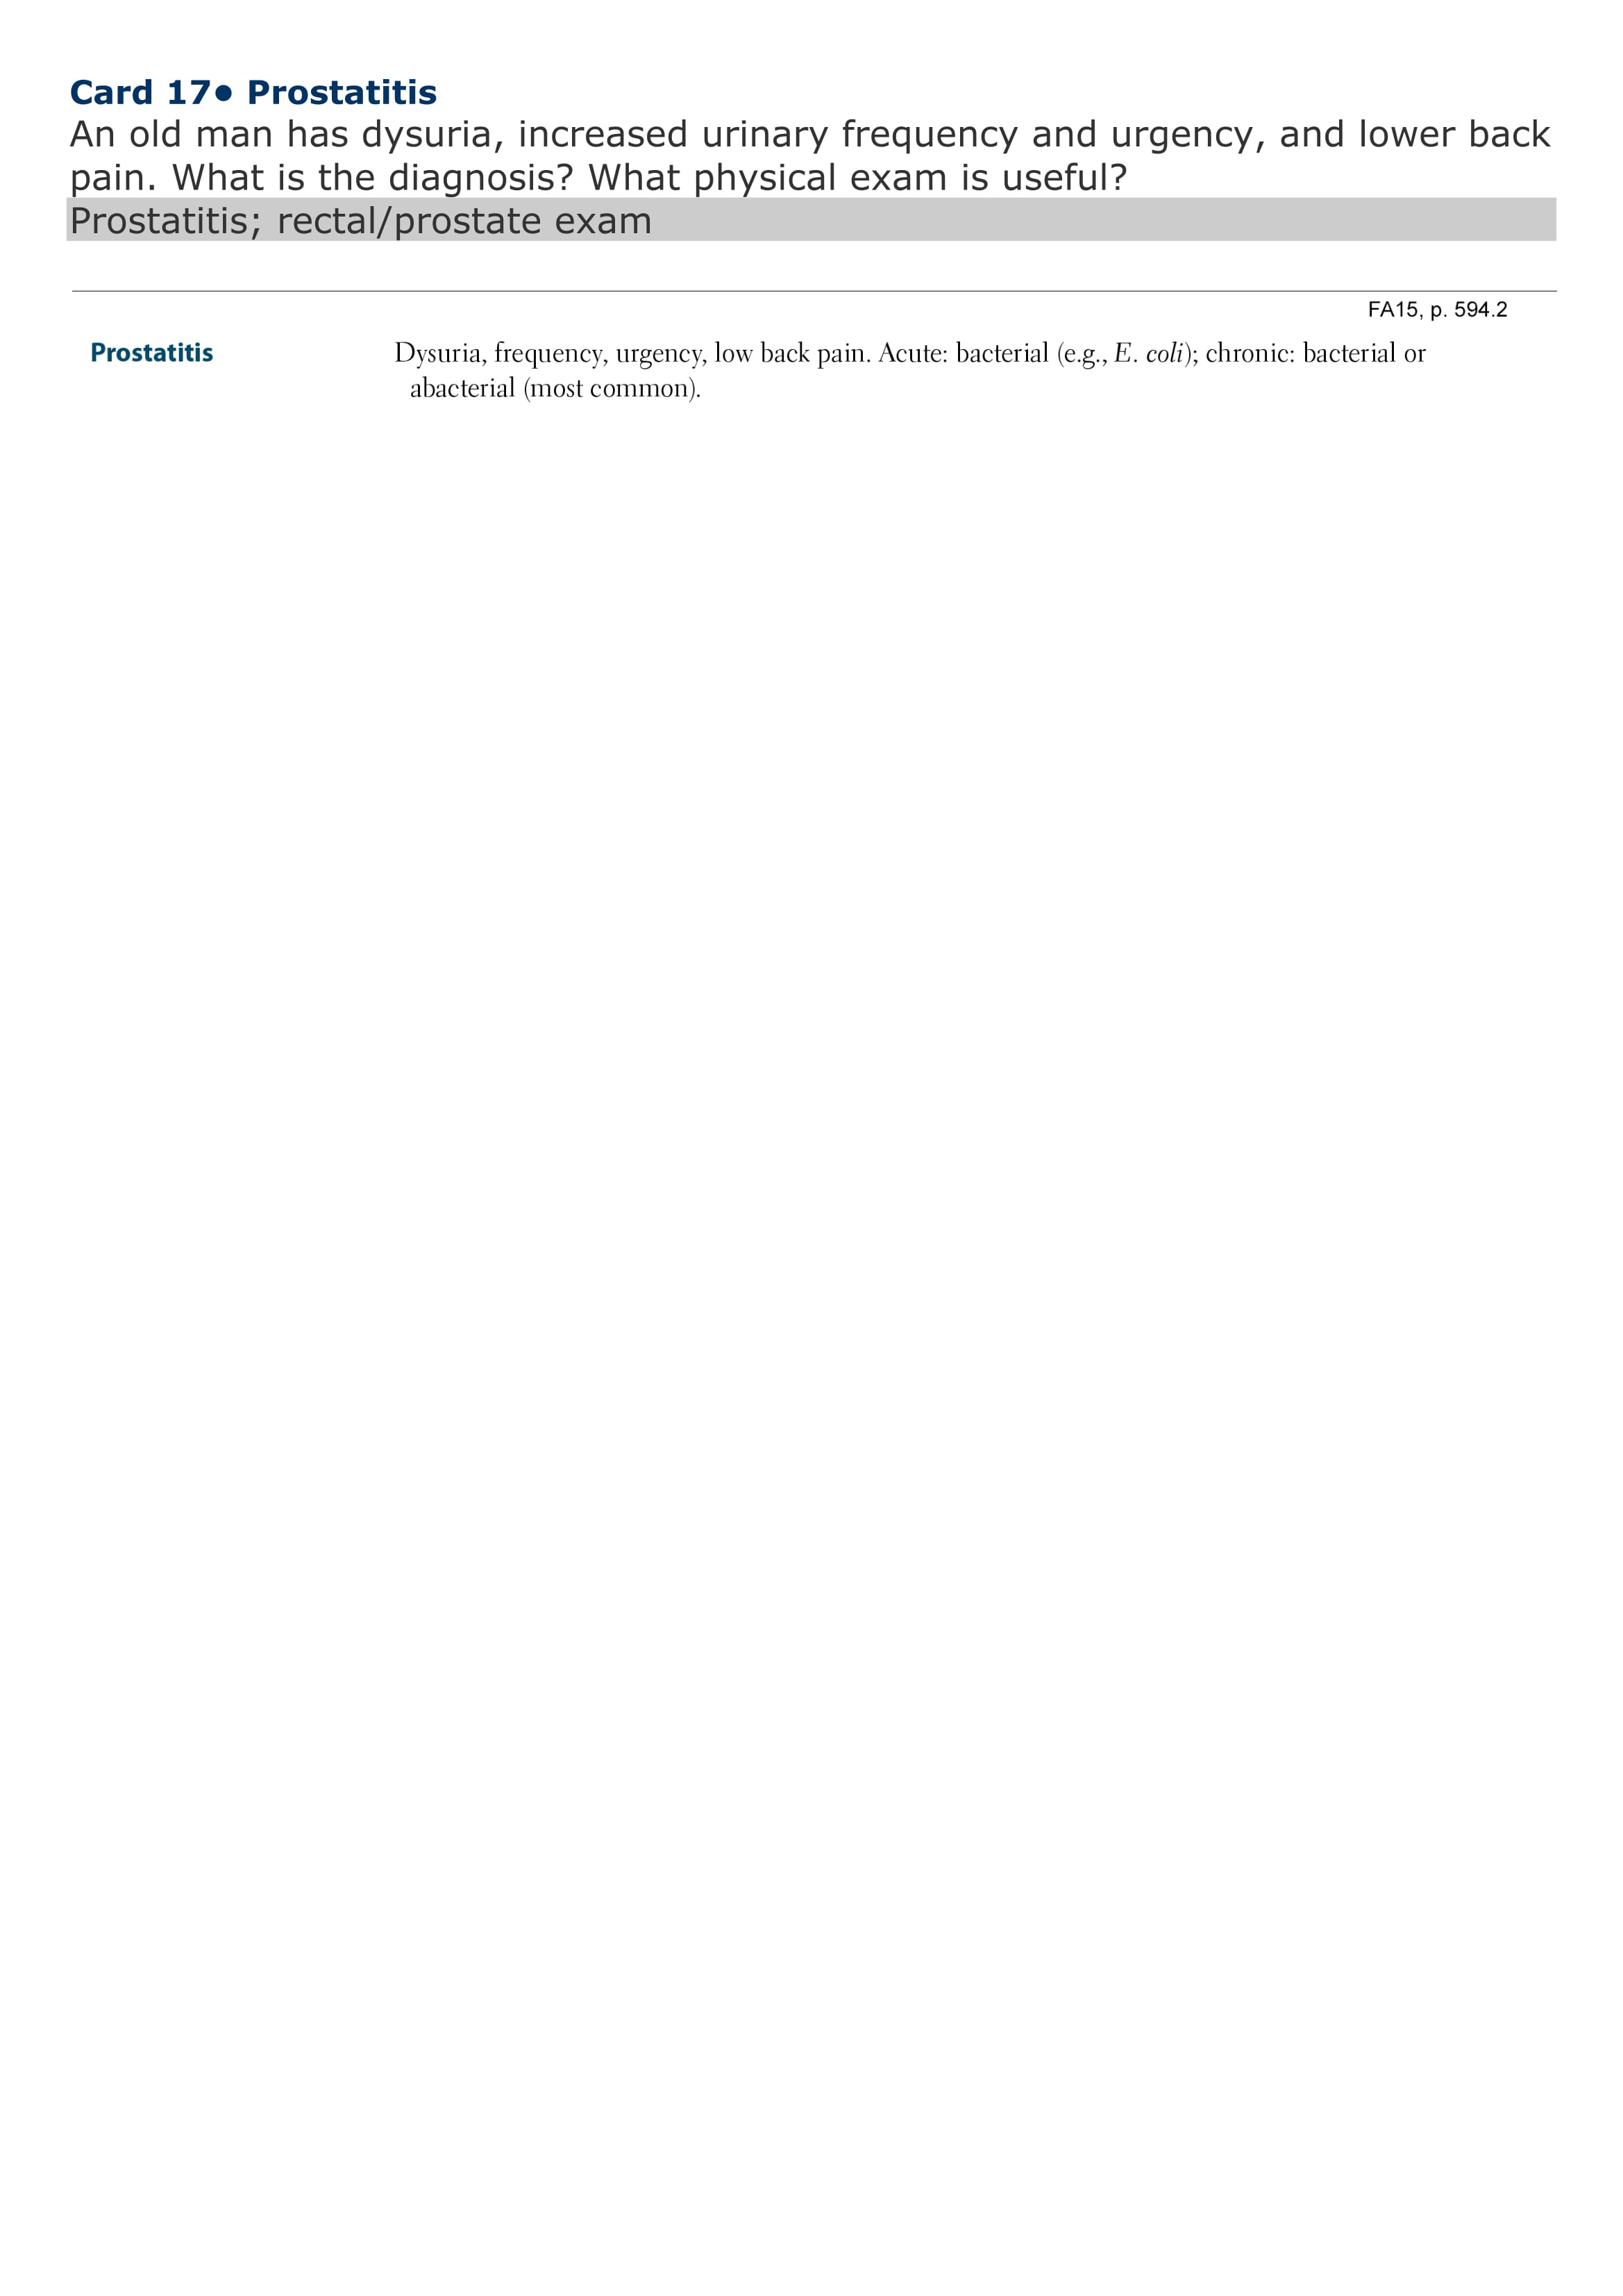 Card 17● Prostatitis
An old man has dysuria, increased urinary frequency and urgency, and lower back
pain. What is the diagnosis? What physical exam is useful?
Prostatitis; rectal/prostate exam
FA15, p. 594.2
Prostatitis Dysuria, frequency, urgency, low back pain. Acute: bacterial (e.g., E. coli); chronic: bacterial or
abacterial (most common).